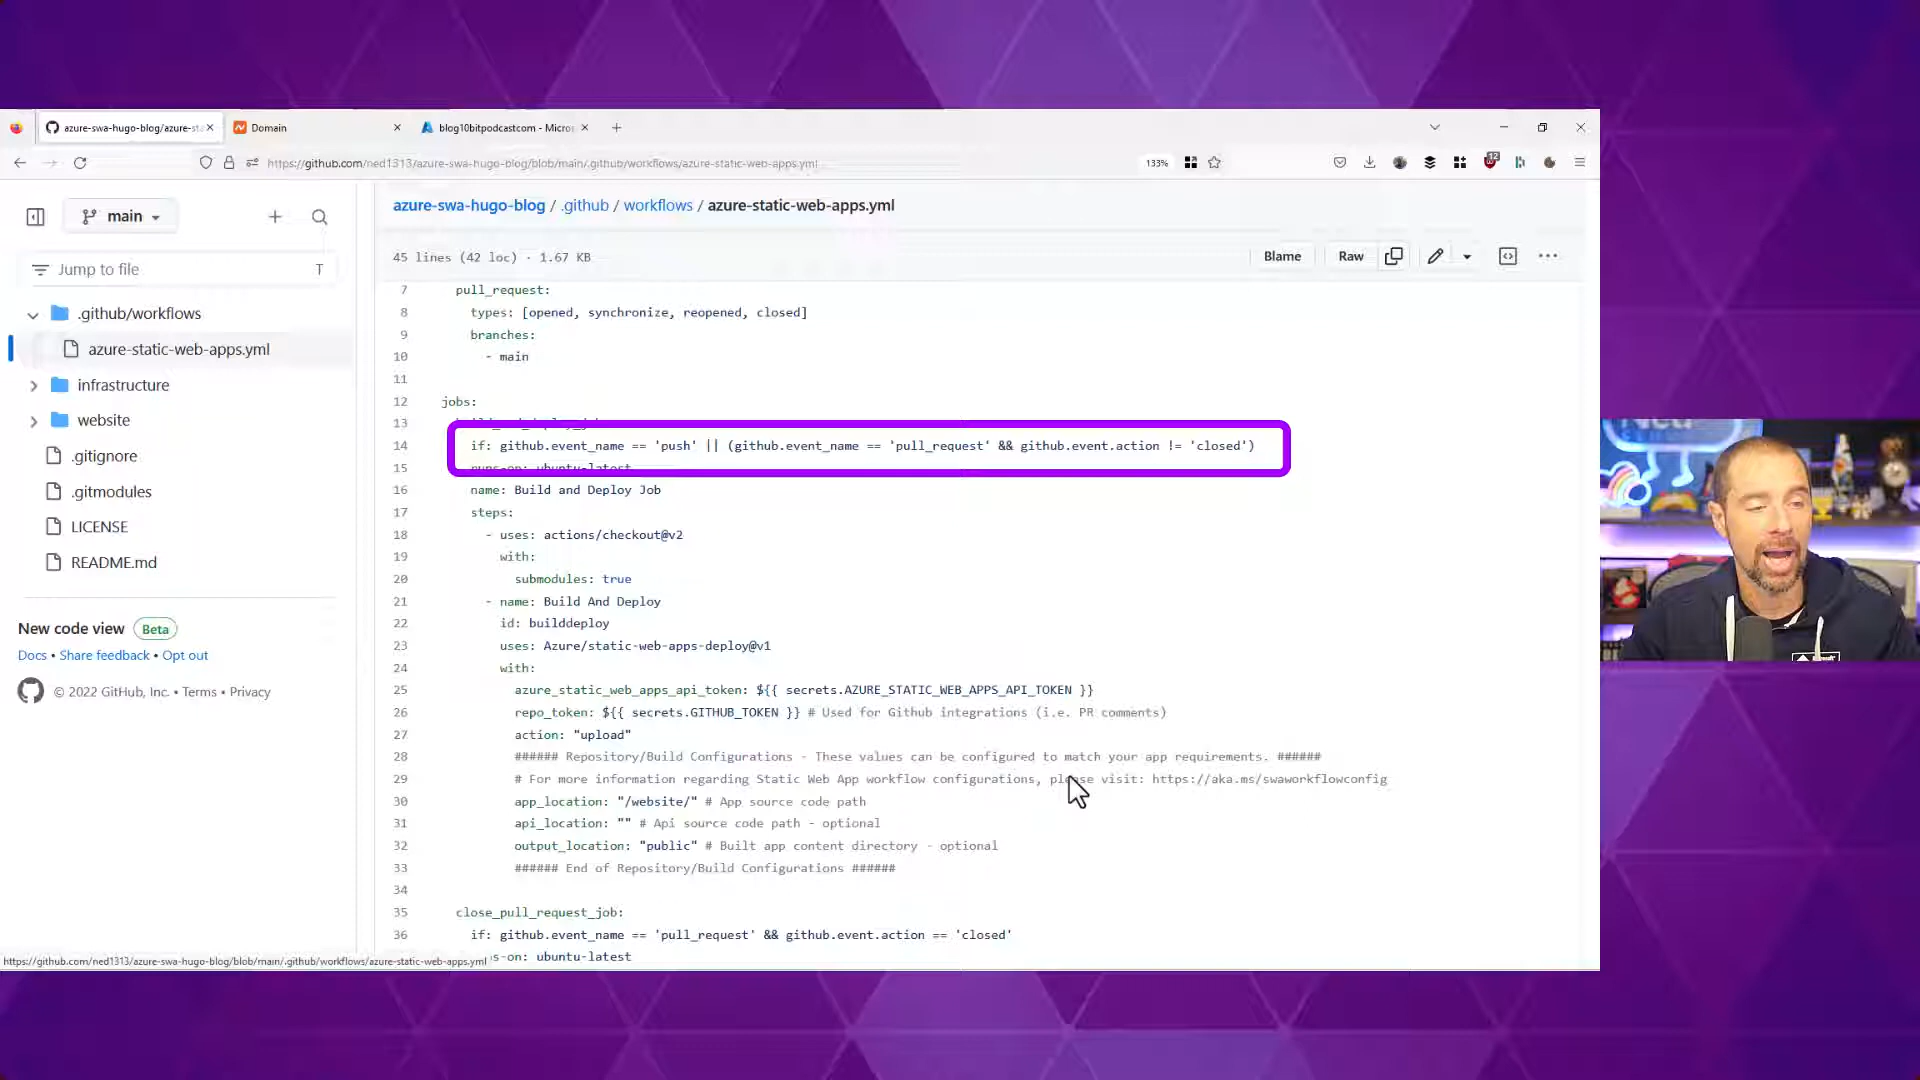 azure-swa-hugo-blog/azure-st
Domain
blog10bitpodcastcom - Micro
https://github.com/ned1313/azure-swa-hugo-blog/blob/main/.github/workflows/azure-static-web-apps.yml
133%
12
main
Jump to file
T
.github/workflows
azure-static-web-apps.yml
infrastructure
website
.gitignore
.gitmodules
LICENSE
README.md
New code view Beta
Docs • Share feedback • Opt out
© 2022 GitHub, Inc. • Terms • Privacy
azure-swa-hugo-blog / .github / workflows / azure-static-web-apps.yml
45 lines (42 loc) · 1.67 KB
Blame
Raw
7 pull_request:
8 types: [opened, synchronize, reopened, closed]
9 branches:
10 - main
11
12 jobs:
13
14 if: github.event_name == 'push' || (github.event_name == 'pull_request' && github.event.action != 'closed')
15 runs-on: ubuntu-latest
16 name: Build and Deploy Job
17 steps:
18 - uses: actions/checkout@v2
19 with:
20 submodules: true
21 - name: Build And Deploy
22 id: builddeploy
23 uses: Azure/static-web-apps-deploy@v1
24 with:
25 azure_static_web_apps_api_token: ${{ secrets.AZURE_STATIC_WEB_APPS_API_TOKEN }}
26 repo_token: ${{ secrets.GITHUB_TOKEN }} # Used for Github integrations (i.e. PR comments)
27 action: "upload"
28 ###### Repository/Build Configurations - These values can be configured to match your app requirements. ######
29 # For more information regarding Static Web App workflow configurations, please visit: https://aka.ms/swaworkflowconfig
30 app_location: "/website/" # App source code path
31 api_location: "" # Api source code path - optional
32 output_location: "public" # Built app content directory - optional
33 ###### End of Repository/Build Configurations ######
34
35 close_pull_request_job:
36 if: github.event_name == 'pull_request' && github.event.action == 'closed'
s-on: ubuntu-latest
https://github.com/ned1313/azure-swa-hugo-blog/blob/main/.github/workflows/azure-static-web-apps.yml